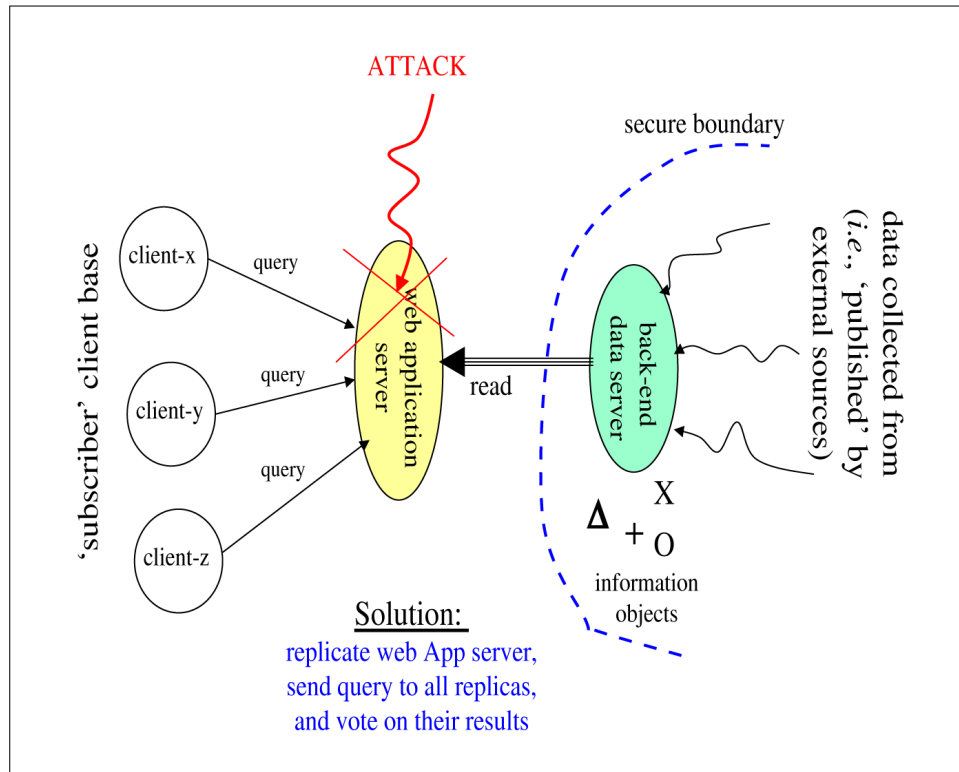 ATTACK
secure boundary
'subscriber' client base
client-x
query
client-y
query
client-z
query
web application
server
read
back-end
data server
data collected from
(i.e., 'published' by
external sources)
Δ + X
O
information
objects
Solution:
replicate web App server,
send query to all replicas,
and vote on their results